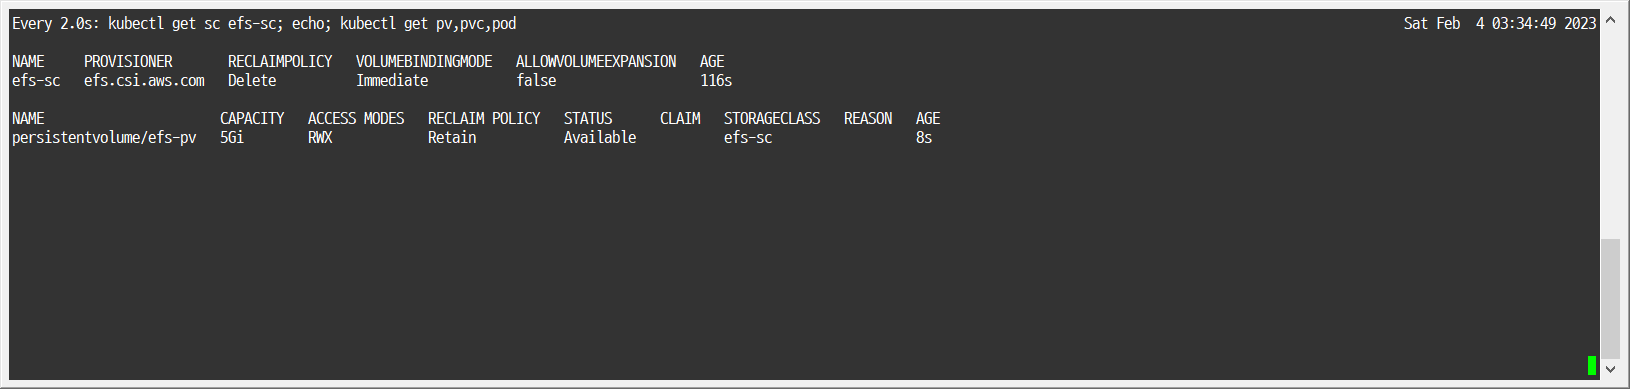 Every 2.0s: kubectl get sc efs-sc; echo; kubectl get pv,pvc,pod Sat Feb  4 03:34:49 2023
NAME     PROVISIONER       RECLAIMPOLICY   VOLUMEBINDINGMODE   ALLOWVOLUMEEXPANSION   AGE
efs-sc   efs.csi.aws.com   Delete          Immediate           false                  116s
NAME                      CAPACITY   ACCESS MODES   RECLAIM POLICY   STATUS      CLAIM   STORAGECLASS   REASON   AGE
persistentvolume/efs-pv   5Gi        RWX            Retain           Available           efs-sc                  8s